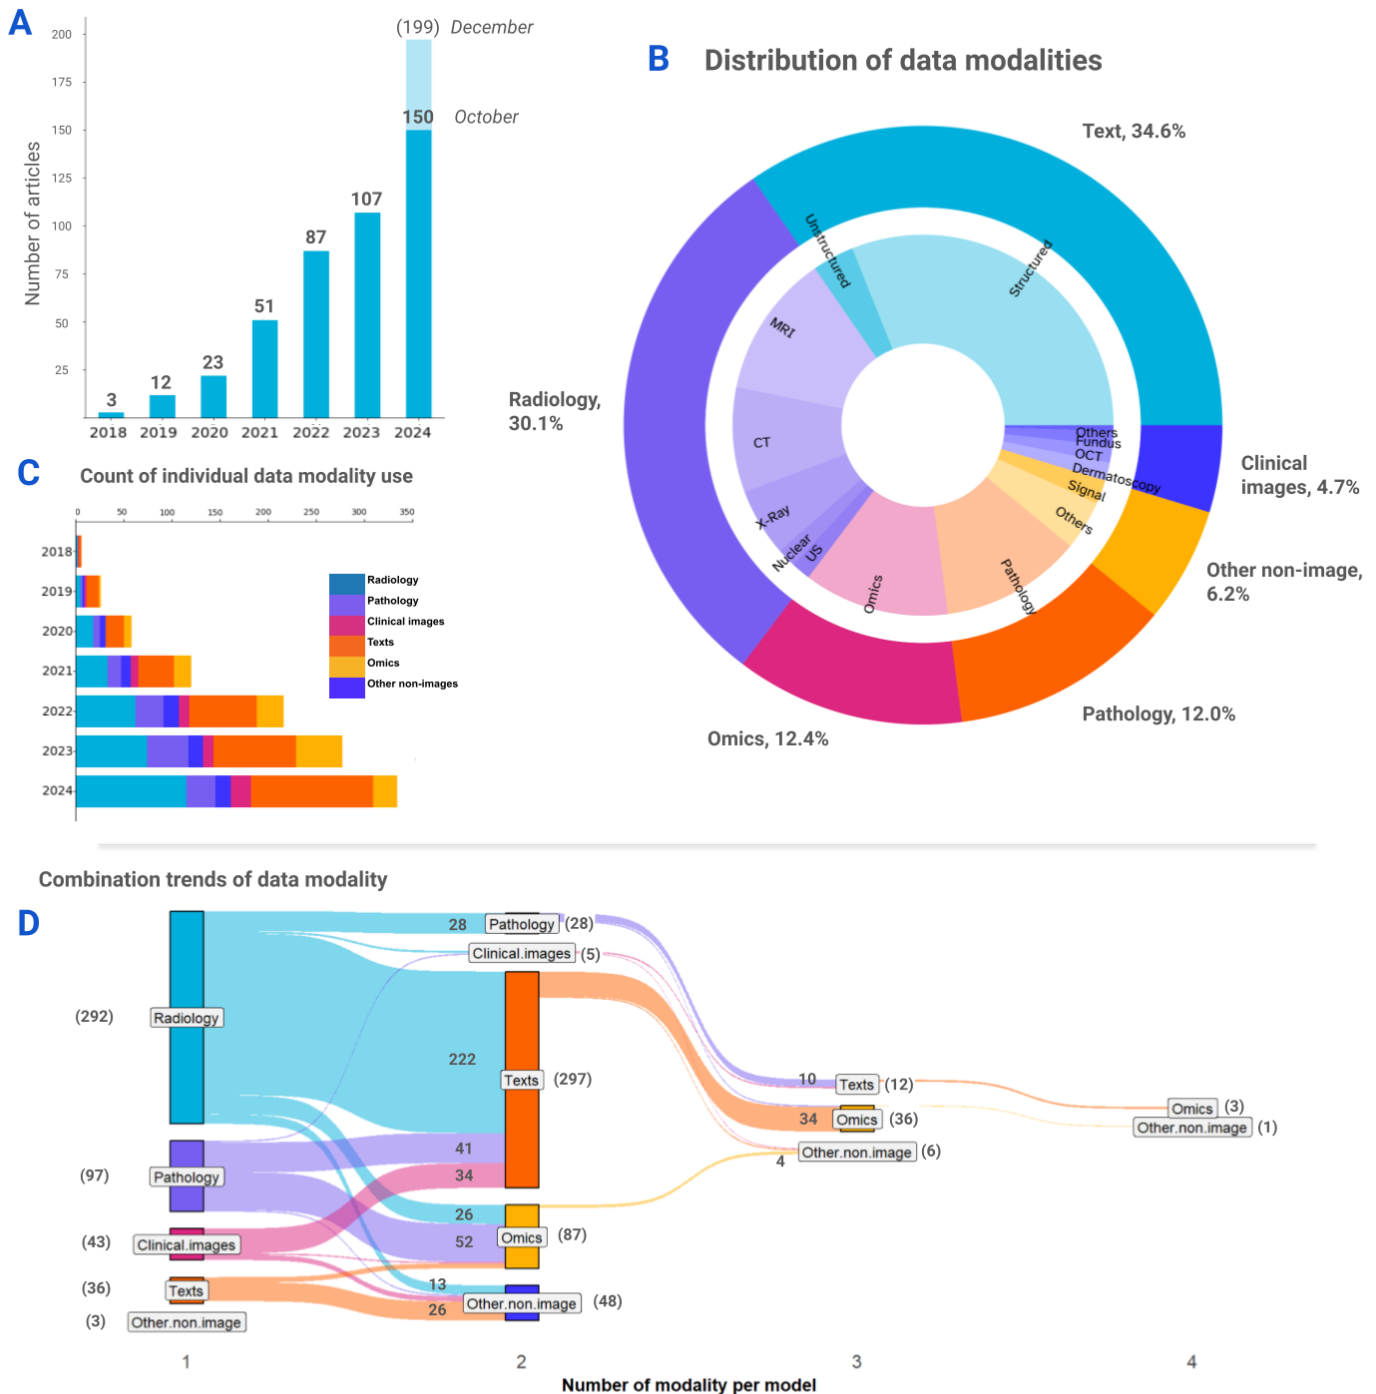 A
200
175
150
125
100
75
50
25
Number of articles
(199) December
150 October
107
87
51
23
12
3
2018 2019 2020 2021 2022 2023 2024
B
Distribution of data modalities
Text, 34.6%
Radiology,
30.1%
Clinical
images, 4.7%
Other non-image,
6.2%
Pathology, 12.0%
Omics, 12.4%
Unstructured
Structured
MRI
CT
X-Ray
Nuclear
US
Omics
Pathology
Others
Signal
Dermatoscopy
OCT
Fundus
Others
C
Count of individual data modality use
0 50 100 150 200 250 300 350
2018
2019
2020
2021
2022
2023
2024
Radiology
Pathology
Clinical images
Texts
Omics
Other non-images
Combination trends of data modality
D
(292) Radiology
(97) Pathology
(43) Clinical.images
(36) Texts
(3) Other.non.image
28 Pathology (28)
Clinical.images (5)
222
Texts (297)
41
34
26
Omics (87)
52
13
Other.non.image (48)
26
10 Texts (12)
34 Omics (36)
Other.non.image (6)
4
Omics (3)
Other.non.image (1)
1 2 3 4
Number of modality per model